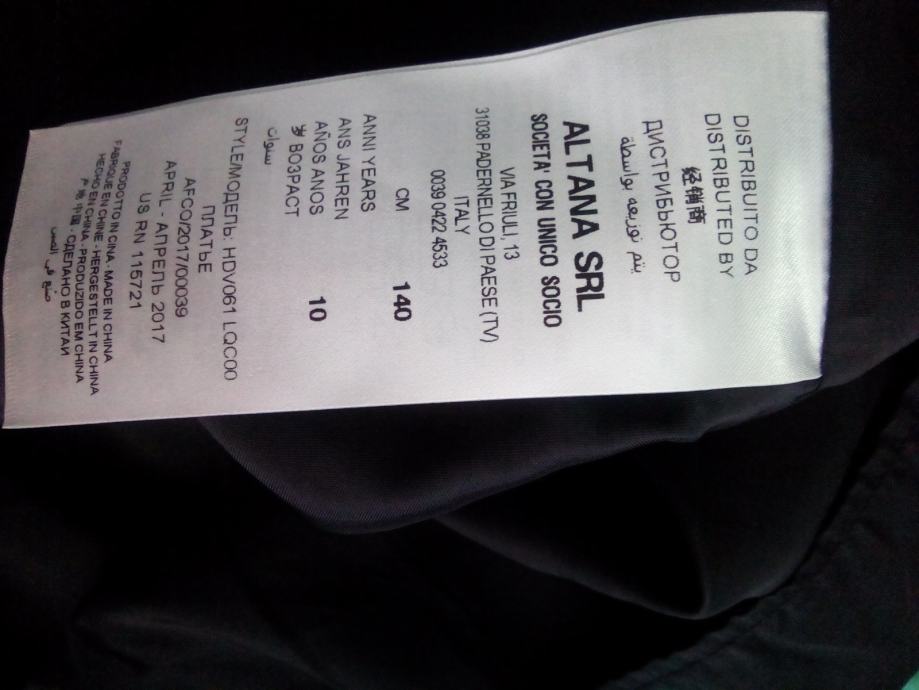 DISTRIBUITO DA
DISTRIBUTED BY
经销商
ДИСТРИБЬЮТОР
يتم توزيعه بواسطة
ALTANA SRL
SOCIETA' CON UNICO SOCIO
VIA FRIULI, 13
31038 PADERNELLO DI PAESE (TV)
ITALY
0039 0422 4533
CM 140
ANNI YEARS
ANS JAHREN
AÑOS ANOS 10
岁 ВОЗРАСТ
سنوات
STYLE/МОДЕЛЬ: HDV061 LQC00
ПЛАТЬЕ
AFCO/2017/00039
APRIL - АПРЕЛЬ 2017
US RN 115721
PRODOTTO IN CINA - MADE IN CHINA
FABRIQUE EN CHINE - HERGESTELLT IN CHINA
HECHO EN CHINA - PRODUZIDO EM CHINA
产地 中国 - СДЕЛАНО В КИТАИ
صنع في الصين